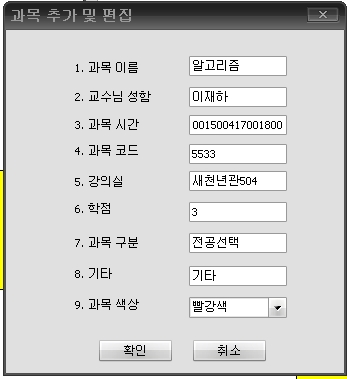 과목 추가 및 편집
1. 과목 이름 알고리즘
2. 교수님 성함 이재하
3. 과목 시간 001500417001800
4. 과목 코드 5533
5. 강의실 새천년관504
6. 학점 3
7. 과목 구분 전공선택
8. 기타 기타
9. 과목 색상 빨강색
확인 취소